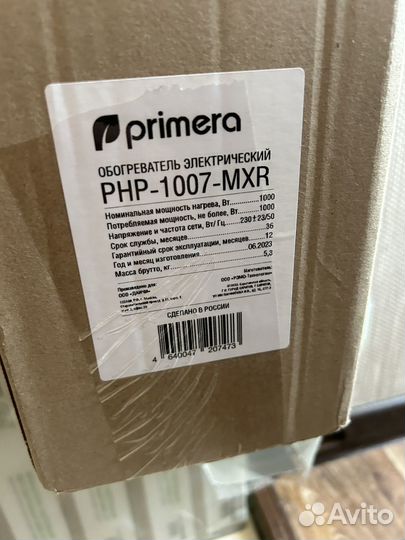 primera
ОБОГРЕВАТЕЛЬ ЭЛЕКТРИЧЕСКИЙ
PHP-1007-MXR
Номинальная мощность нагрева, Вт 1000
Потребляемая мощность, не более, Вт 1000
Напряжение и частота сети, Вт/ Гц 230±23/50
Срок службы, месяцев 36
Гарантийный срок эксплуатации, месяцев 12
Год и месяц изготовления 06.2023
Масса брутто, кг 5,3
Произведено для:
Изготовитель:
СДЕЛАНО В РОССИИ
4 640047 207473
Avito